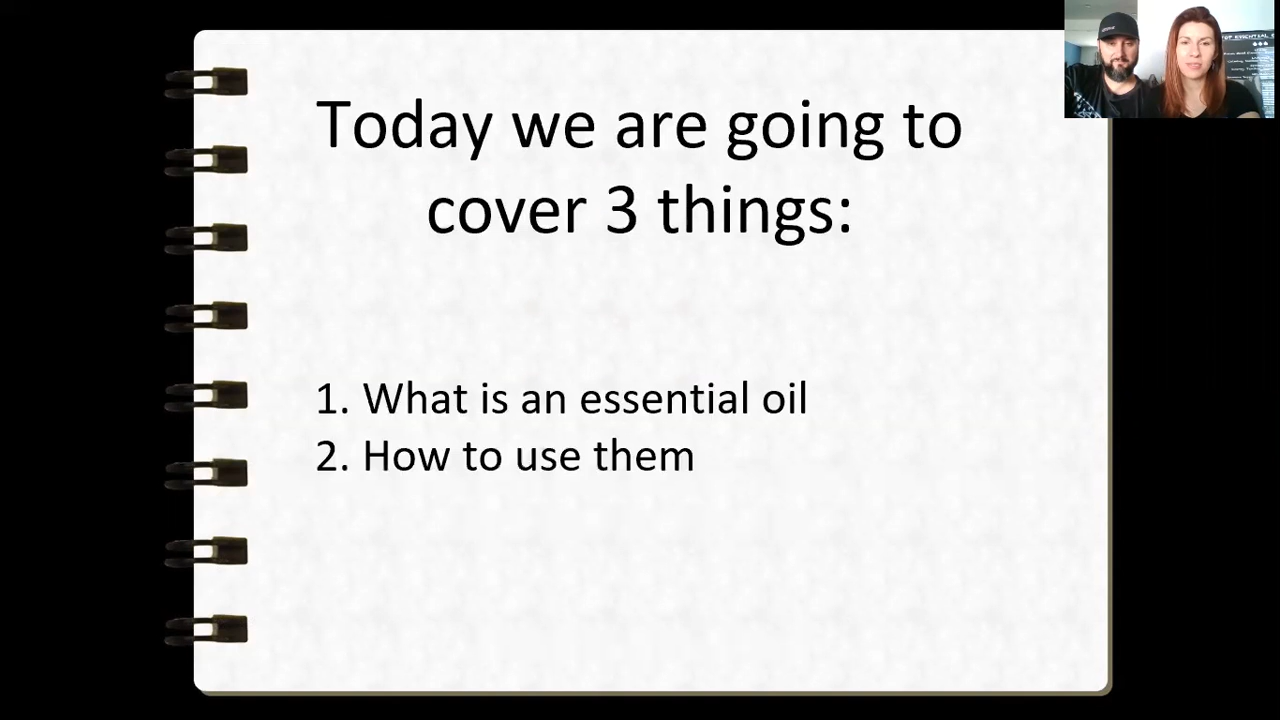 Today we are going to
cover 3 things:
1. What is an essential oil
2. How to use them